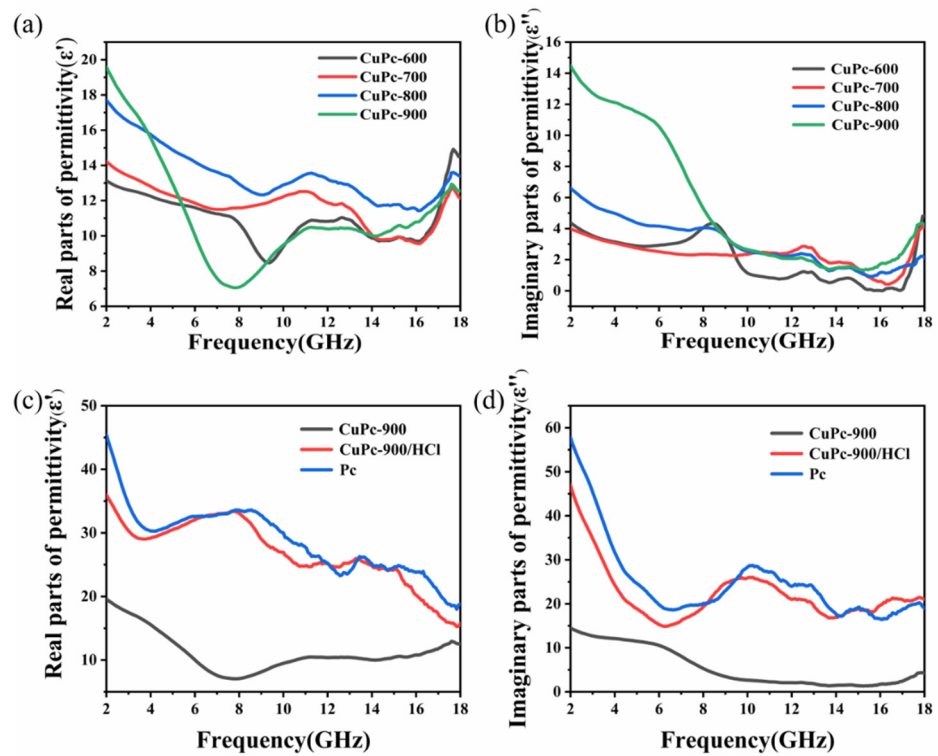 (a)
Real parts of permittivity(ε')
20
18
16
14
12
10
8
6
CuPc-600
CuPc-700
CuPc-800
CuPc-900
2 4 6 8 10 12 14 16 18
Frequency(GHz)
(b)
Imaginary parts of permittivity(ε")
16
14
12
10
8
6
4
2
0
CuPc-600
CuPc-700
CuPc-800
CuPc-900
2 4 6 8 10 12 14 16 18
Frequency(GHz)
(c)
Real parts of permittivity(ε')
50
40
30
20
10
CuPc-900
CuPc-900/HCl
Pc
2 4 6 8 10 12 14 16 18
Frequency(GHz)
(d)
Imaginary parts of permittivity(ε")
60
50
40
30
20
10
0
CuPc-900
CuPc-900/HCl
Pc
2 4 6 8 10 12 14 16 18
Frequency(GHz)